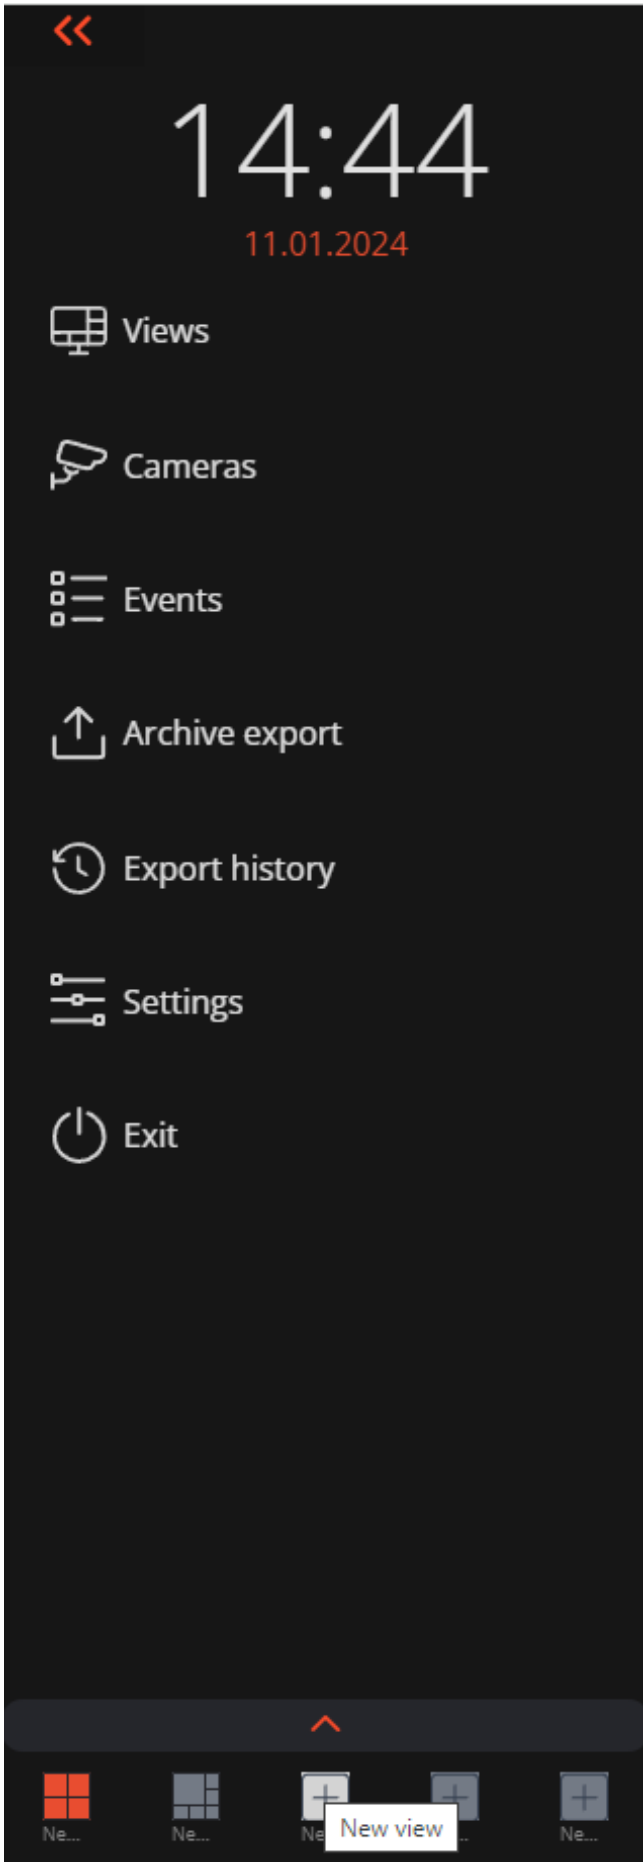 14:44
11.01.2024
Views
Cameras
Events
Archive export
Export history
Settings
Exit
Ne...
Ne...
Ne
New view
Ne...